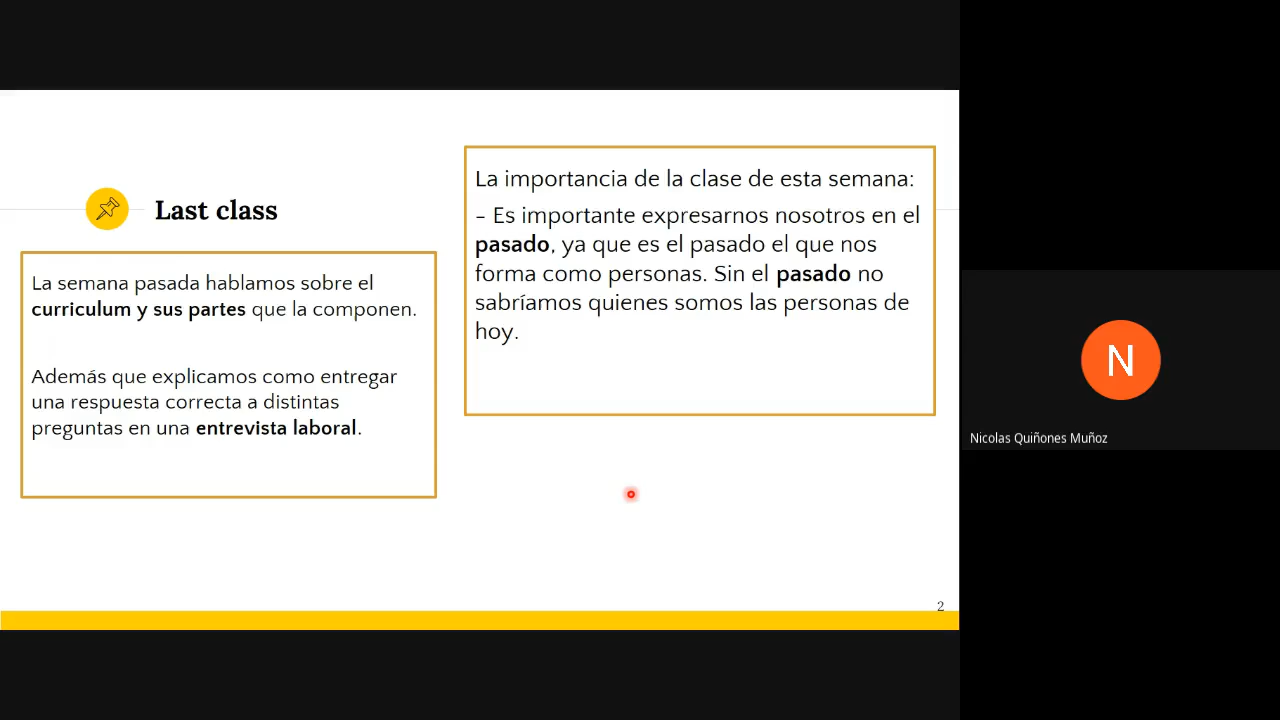 Last class
La semana pasada hablamos sobre el
curriculum y sus partes que la componen.
Además que explicamos como entregar
una respuesta correcta a distintas
preguntas en una entrevista laboral.
La importancia de la clase de esta semana:
- Es importante expresarnos nosotros en el
pasado, ya que es el pasado el que nos
forma como personas. Sin el pasado no
sabríamos quienes somos las personas de
hoy.
2
N
Nicolas Quiñones Muñoz